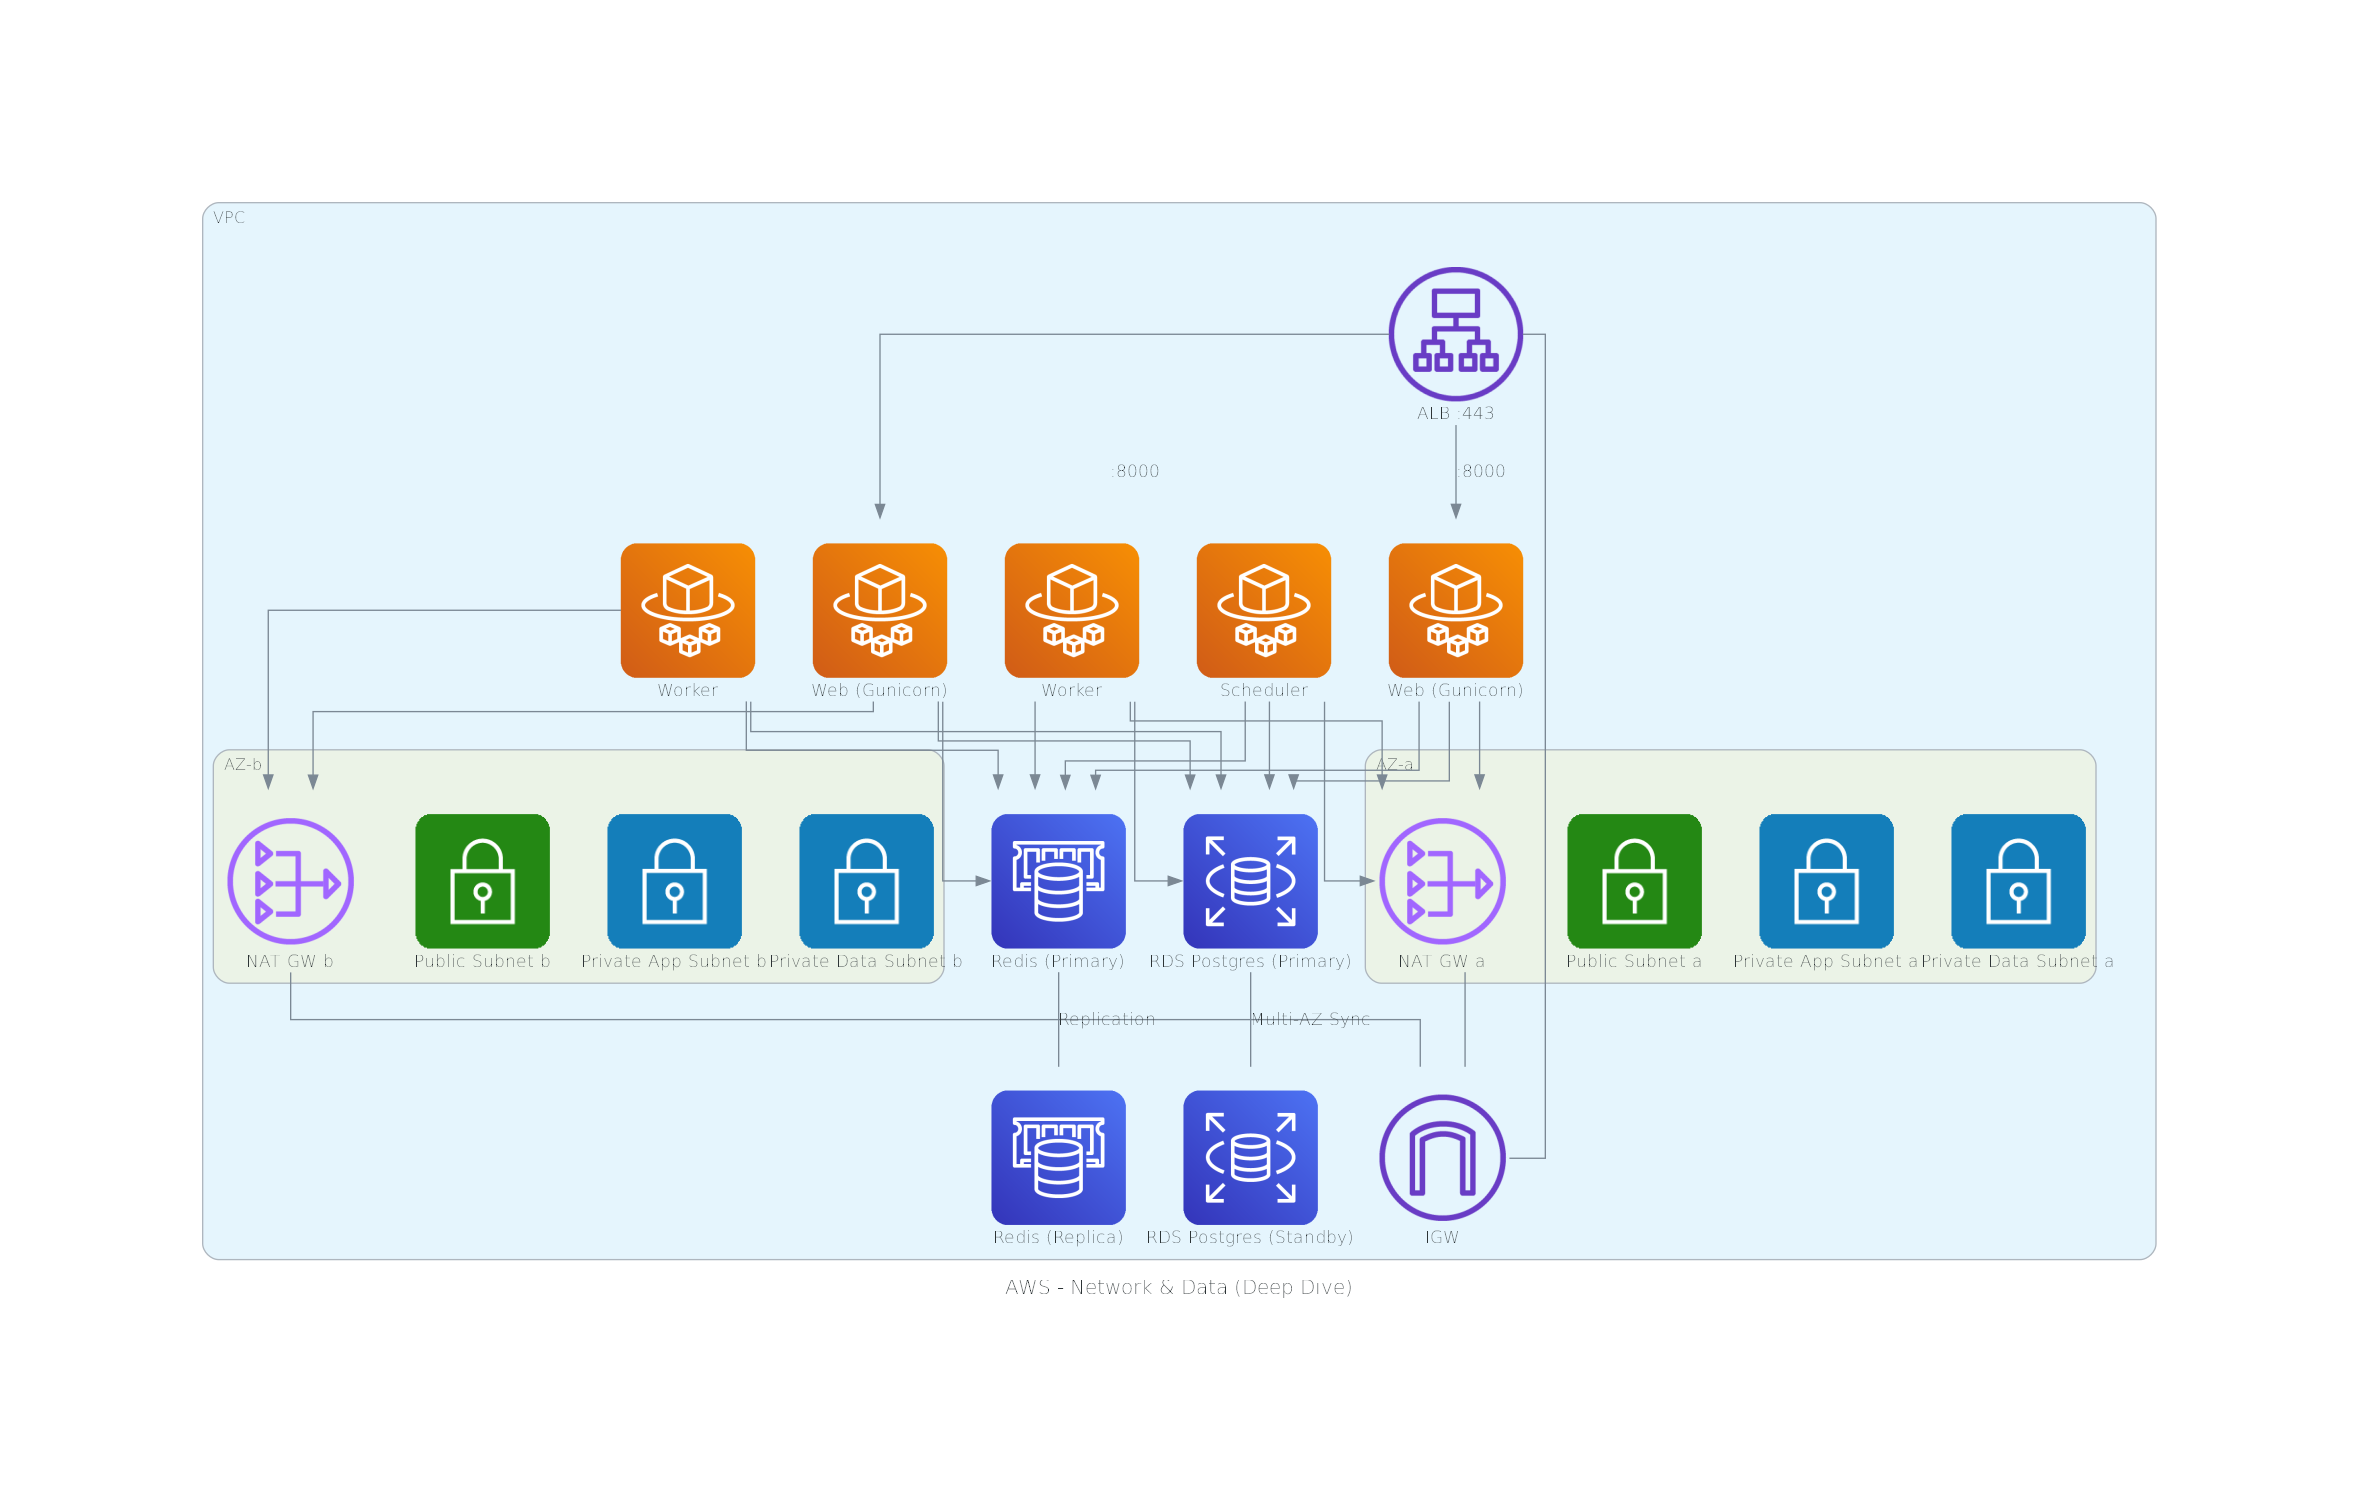 VPC
ALB :443
:8000
:8000
Worker
Web (Gunicorn)
Worker
Scheduler
Web (Gunicorn)
AZ-b
AZ-a
NAT GW b
Public Subnet b
Private App Subnet b
Private Data Subnet b
Redis (Primary)
RDS Postgres (Primary)
NAT GW a
Public Subnet a
Private App Subnet a
Private Data Subnet a
Replication
Multi-AZ Sync
Redis (Replica)
RDS Postgres (Standby)
IGW
AWS - Network & Data (Deep Dive)